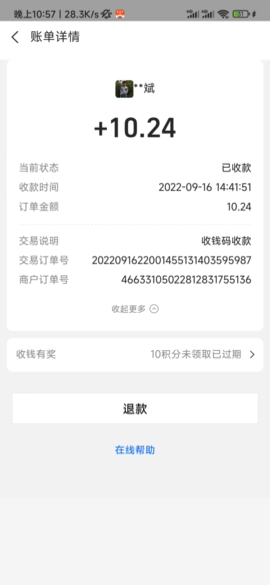 晚上10:57 | 28.3K/s
账单详情
**斌
+10.24
当前状态 已收款
收款时间 2022-09-16 14:41:51
订单金额 10.24
交易说明 收钱码收款
交易订单号 2022091622001455131403595987
商户订单号 46633105022812831755136
收起更多
收钱有奖 10积分未领取已过期
退款
在线帮助